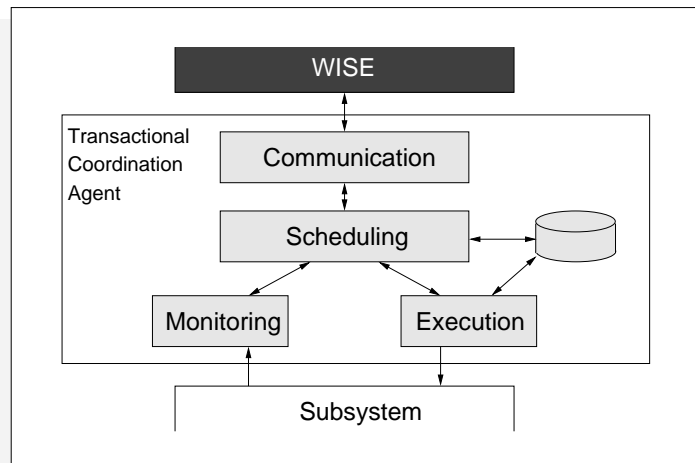 WISE
Transactional
Coordination
Agent
Communication
Scheduling
Monitoring
Execution
Subsystem